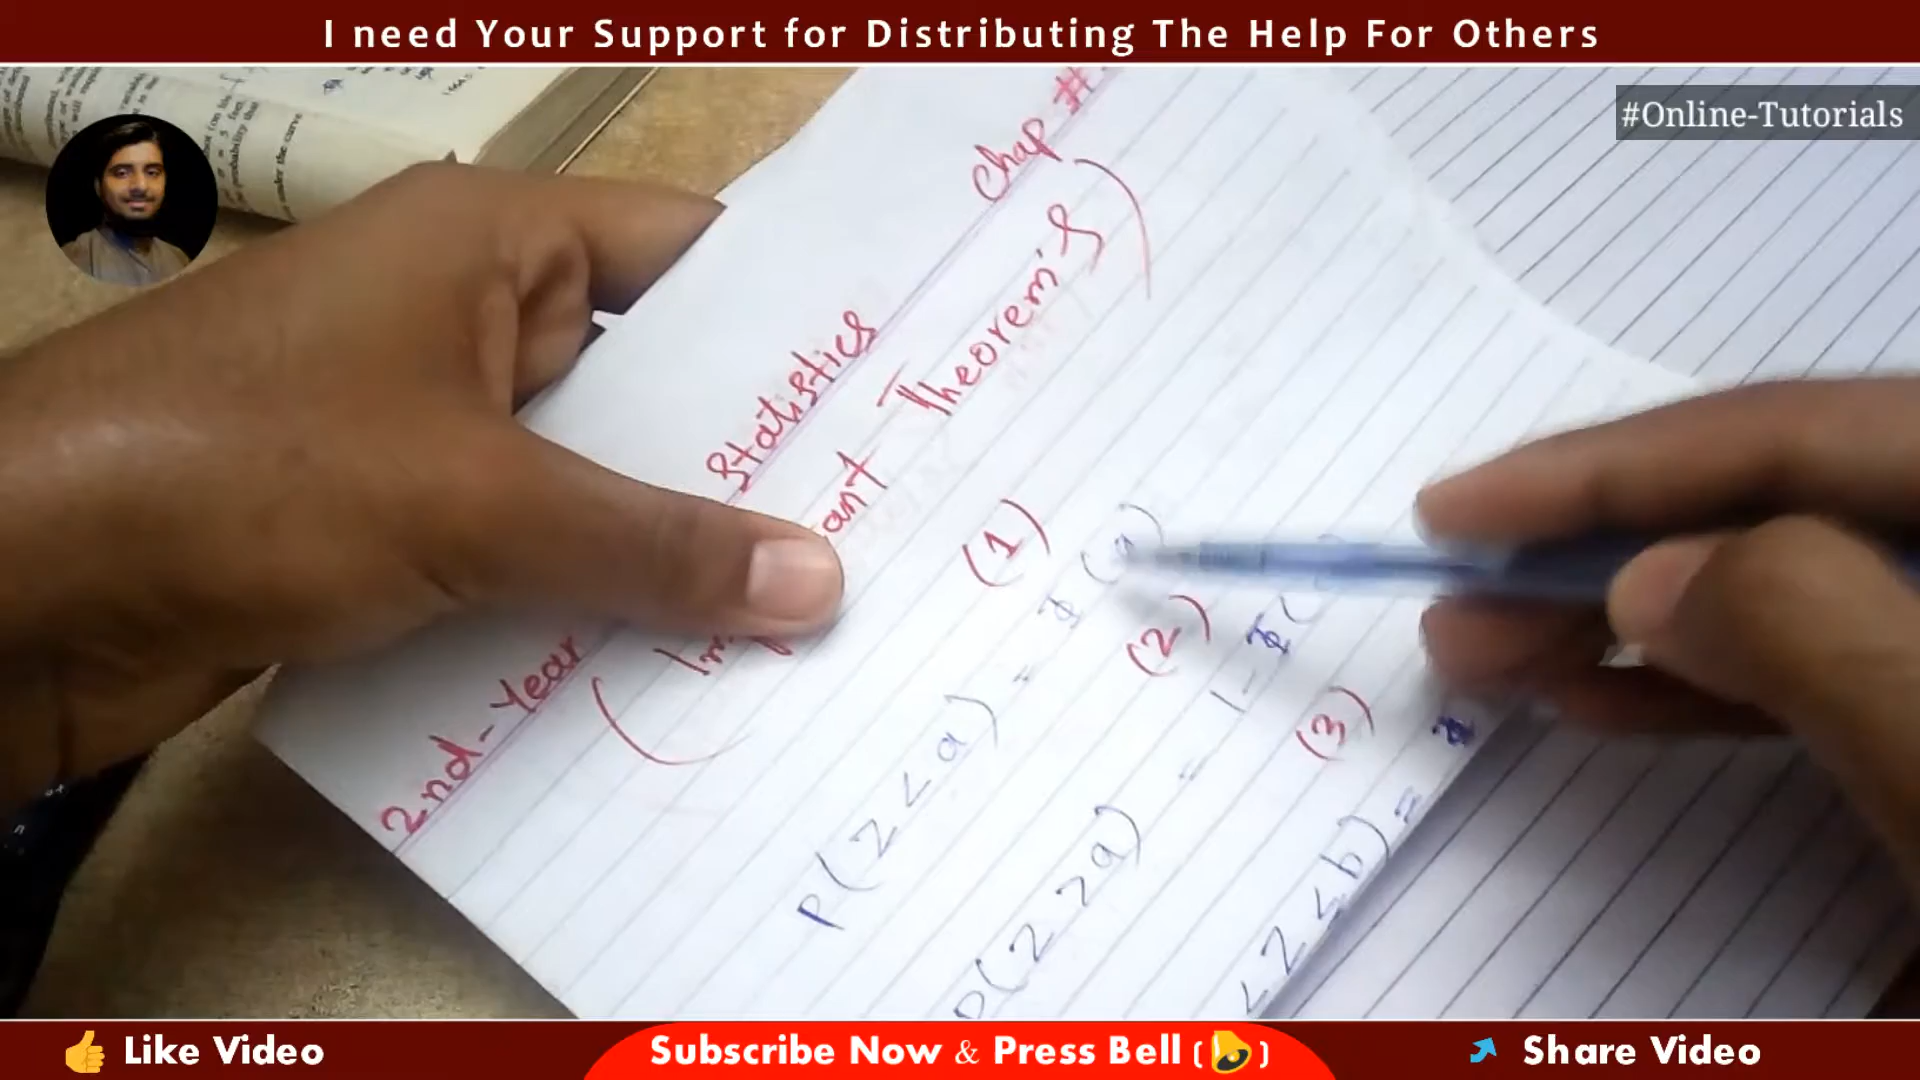 I need Your Support for Distributing The Help For Others
#Online-Tutorials
2nd-Year Statistics Chap #
Theorem's)
(1)
P(Z < a) = Φ (a)
(2)
P(Z > a) = 1 - Φ(
(3)
< Z < b) = Φ
Like Video
Subscribe Now & Press Bell ( )
Share Video